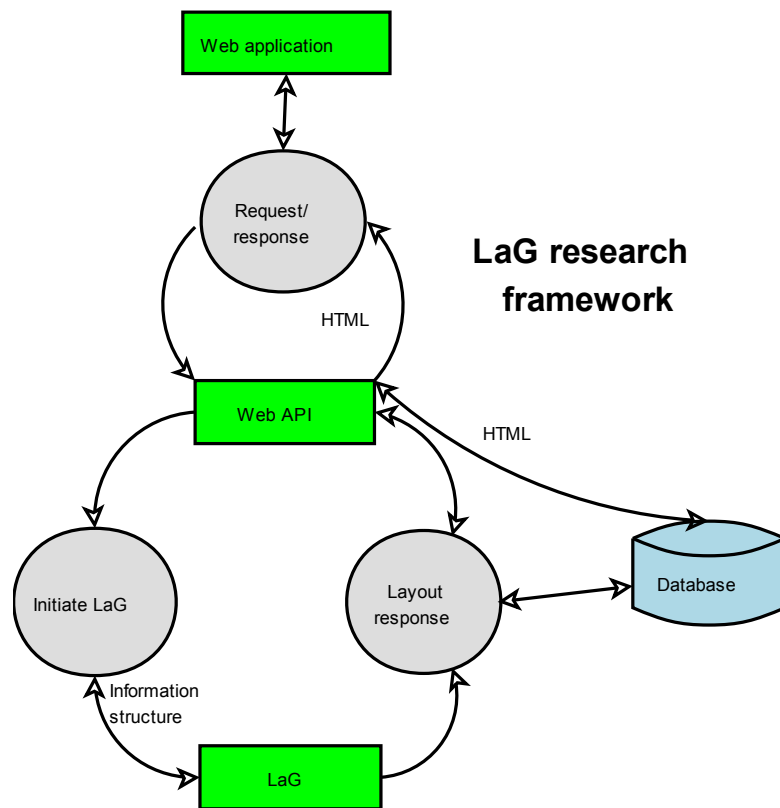 Web application
Request/
response
LaG research
framework
HTML
Web API
HTML
Initiate LaG
Layout
response
Database
Information
structure
LaG